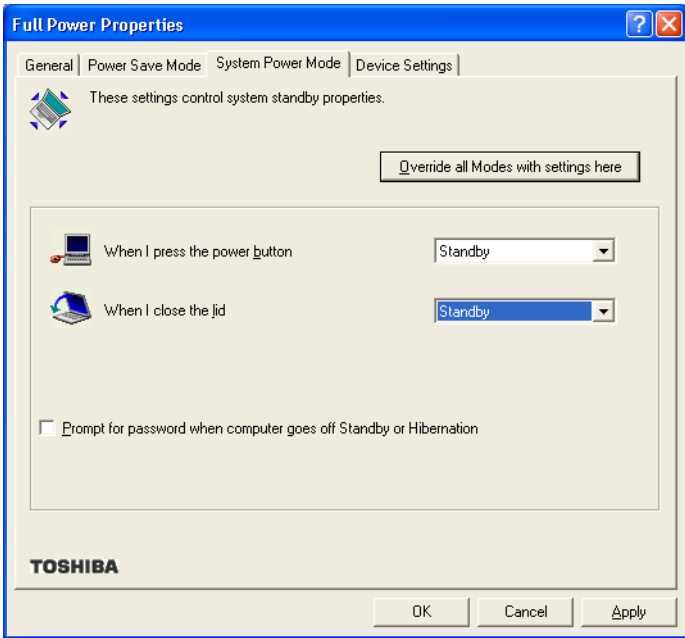 Full Power Properties
General Power Save Mode System Power Mode Device Settings
These settings control system standby properties.
Override all Modes with settings here
When I press the power button Standby
When I close the lid Standby
Prompt for password when computer goes off Standby or Hibernation
TOSHIBA
OK Cancel Apply